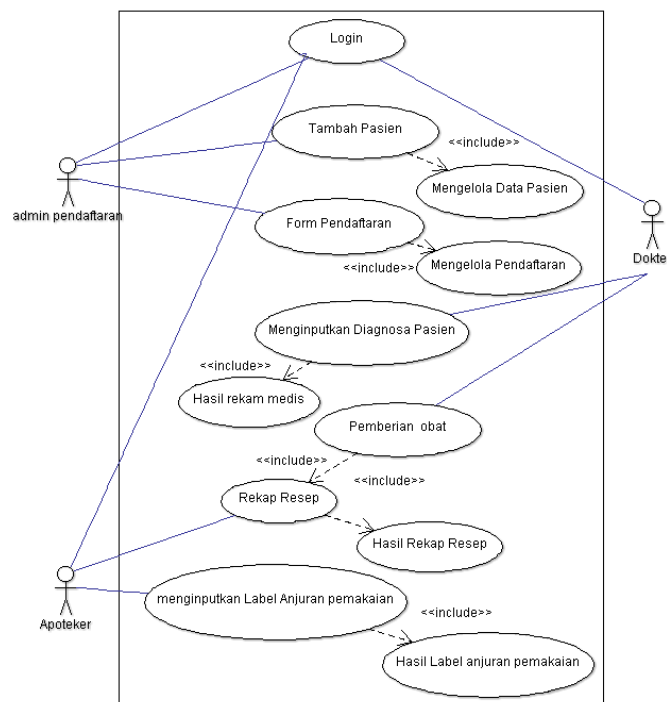 Login
Tambah Pasien
<<include>>
Mengelola Data Pasien
admin pendaftaran
Form Pendaftaran
Dokte
<<include>>
Mengelola Pendaftaran
Menginputkan Diagnosa Pasien
<<include>>
Hasil rekam medis
Pemberian obat
<<include>>
<<include>>
Rekap Resep
Hasil Rekap Resep
menginputkan Label Anjuran pemakaian
<<include>>
Apoteker
Hasil Label anjuran pemakaian